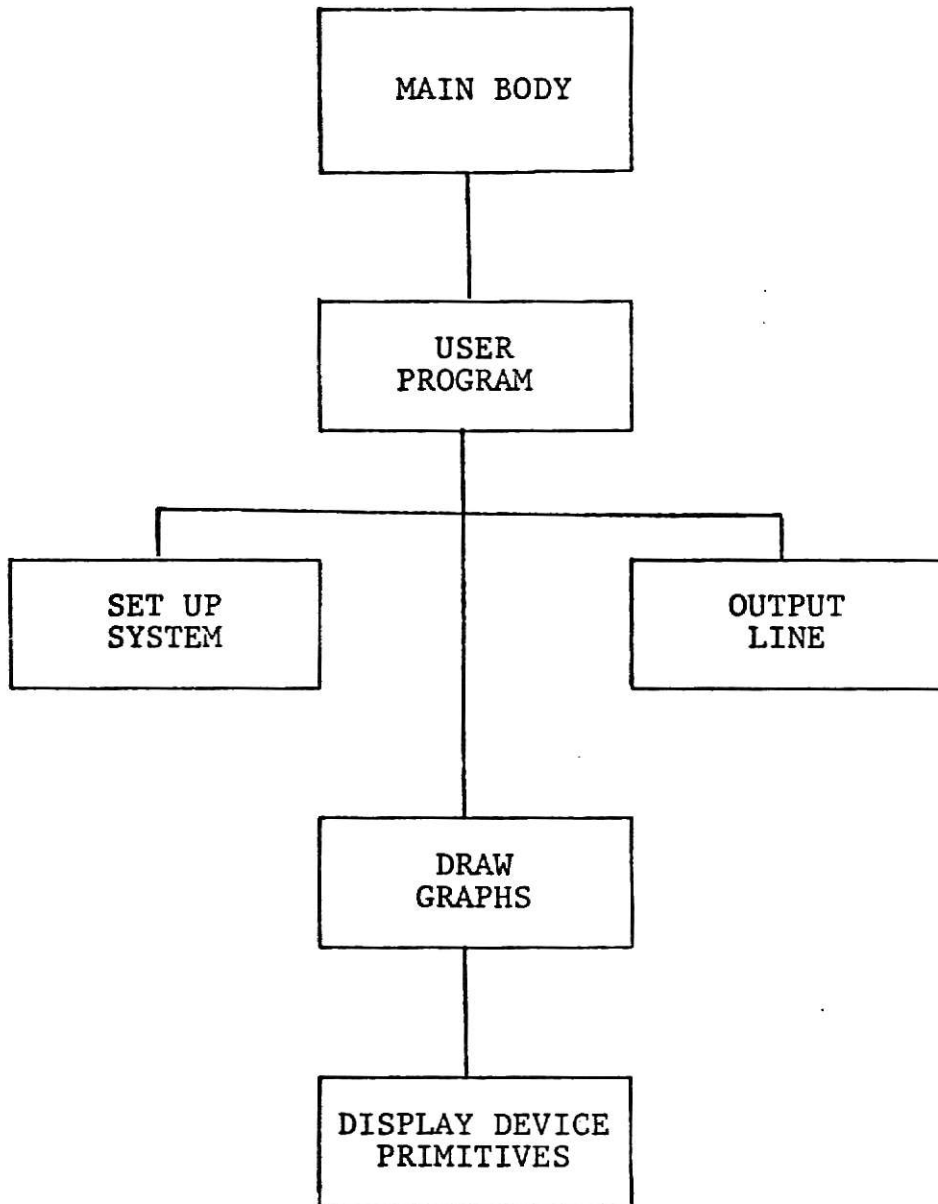 MAIN BODY
USER
PROGRAM
SET UP
SYSTEM
OUTPUT
LINE
DRAW
GRAPHS
DISPLAY DEVICE
PRIMITIVES